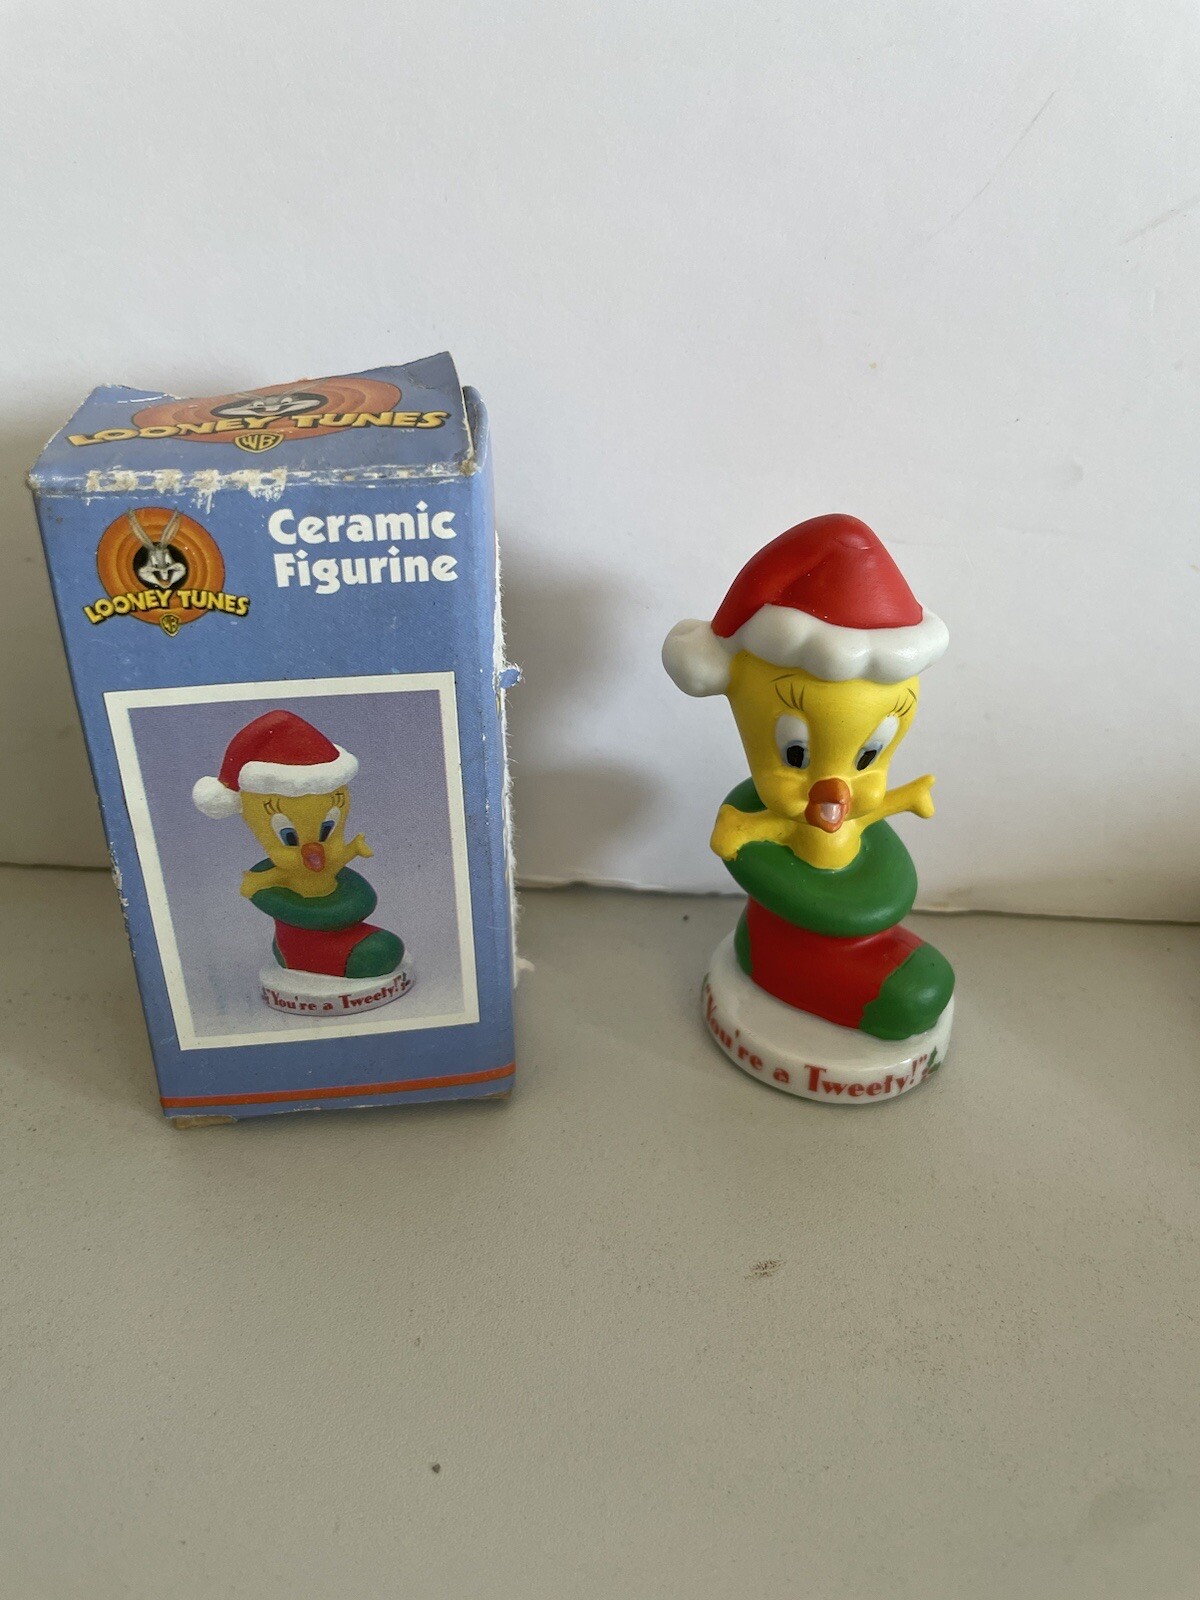 LOONEY TUNES
WB
Ceramic
Figurine
LOONEY TUNES
WB
"You're a Tweety!"
"You're a Tweety!"